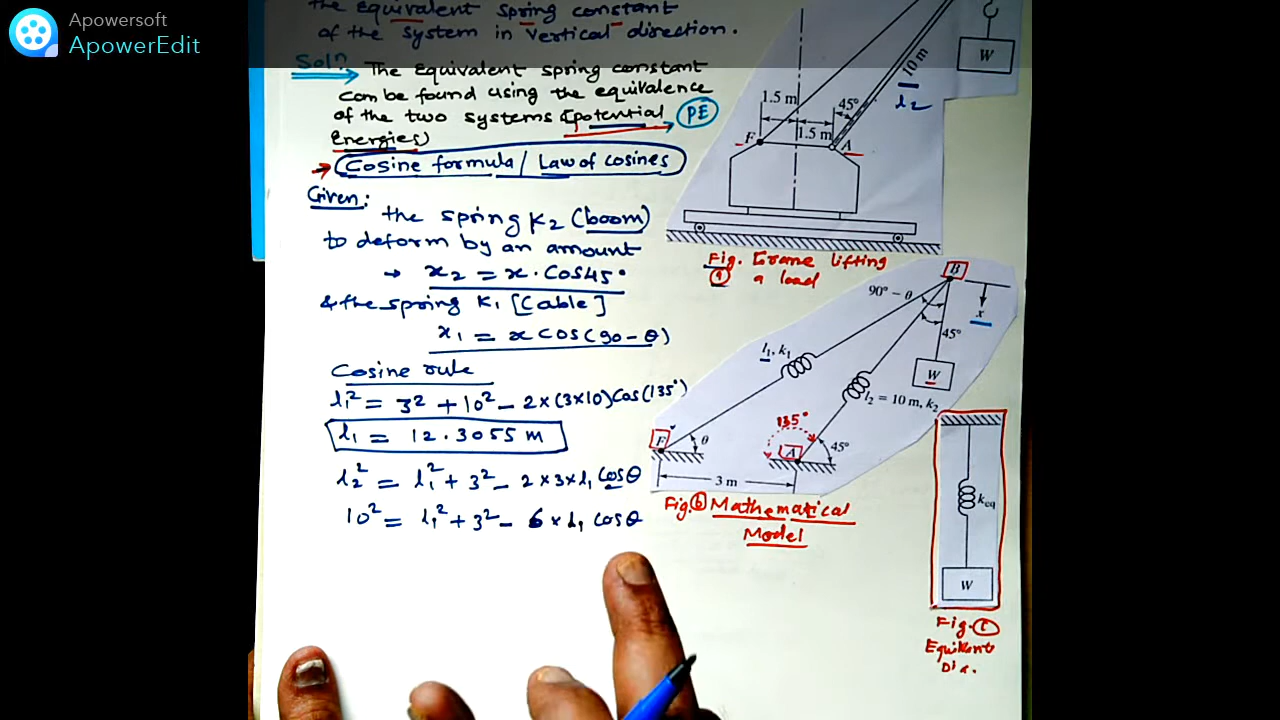 Apowersoft
ApowerEdit
the equivalent spring constant
of the system in vertical direction.
Sol?
The equivalent spring constant
can be found using the equivalence
of the two systems (potential
Energies)
PE
Cosine formula / Law of cosines
Given:
the spring K2 (boom)
to deform by an amount
→ x2 = x . Cos45°
& the spring K1 [Cable]
x1 = x cos(90 - θ)
Cosine rule
l1² = 3² + 10² - 2×(3×10) cos(135°)
l1 = 12.3055 m
l2² = l1² + 3² - 2×3×l1 cosθ
10² = l1² + 3² - 6 × l1 cosθ
W
10 m
l2
1.5 m
45°
1.5 m
F
A
Fig. Crame lifting
a a load
B
90° − θ
x
45°
l1, k1
W
l2 = 10 m, k2
135°
F
θ
A
45°
3 m
Fig. b Mathematical
Model
keq
W
Fig. c
Equilent
Dia.